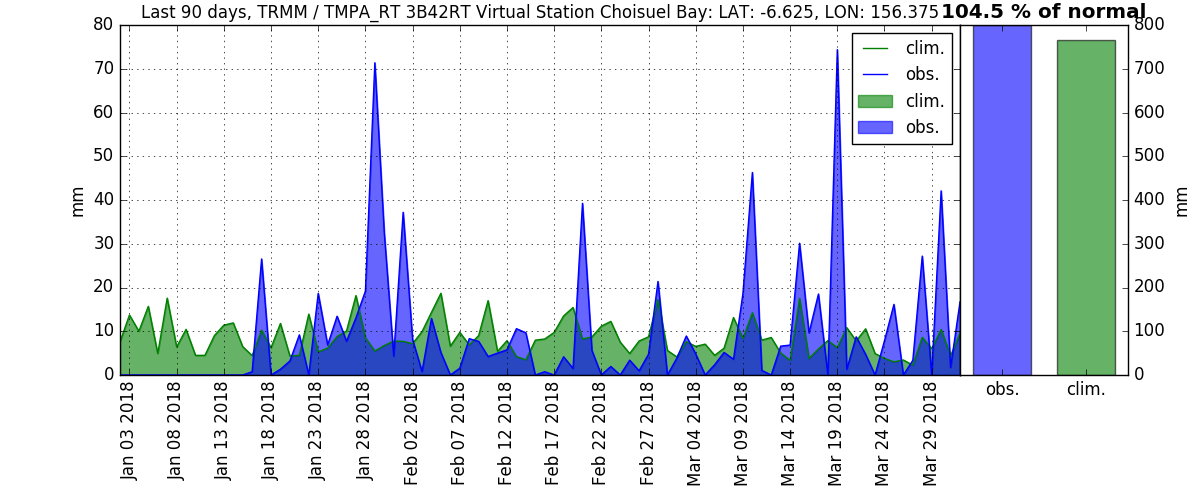 Last 90 days, TRMM / TMPA_RT 3B42RT Virtual Station Choisuel Bay: LAT: -6.625, LON: 156.375
104.5 % of normal
80
70
60
50
40
30
20
10
0
mm
clim.
obs.
clim.
obs.
Jan 03 2018
Jan 08 2018
Jan 13 2018
Jan 18 2018
Jan 23 2018
Jan 28 2018
Feb 02 2018
Feb 07 2018
Feb 12 2018
Feb 17 2018
Feb 22 2018
Feb 27 2018
Mar 04 2018
Mar 09 2018
Mar 14 2018
Mar 19 2018
Mar 24 2018
Mar 29 2018
800
700
600
500
400
300
200
100
0
mm
obs.
clim.